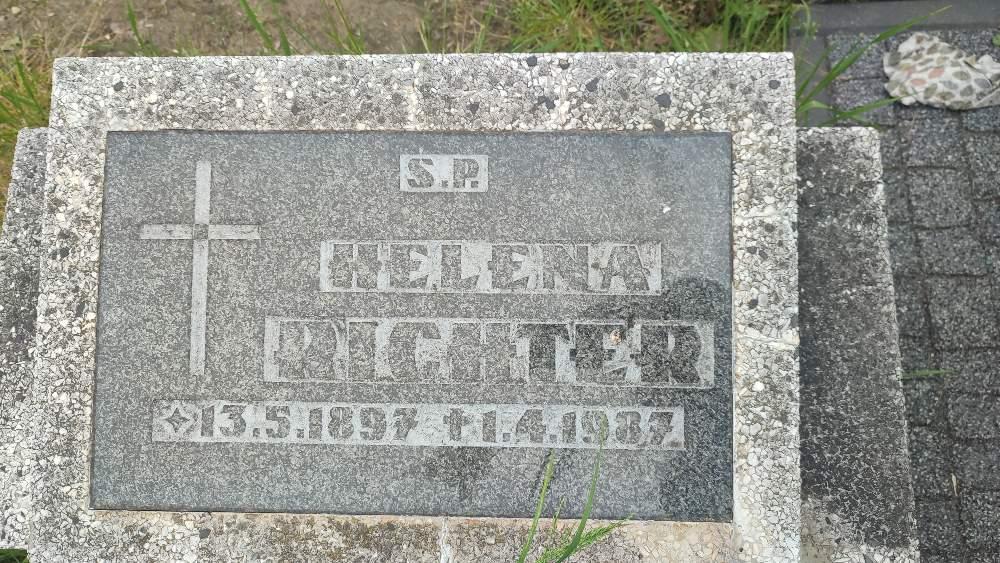 S.P.
HELENA
RICHTER
✧13.5.1897 ✝1.4.1987